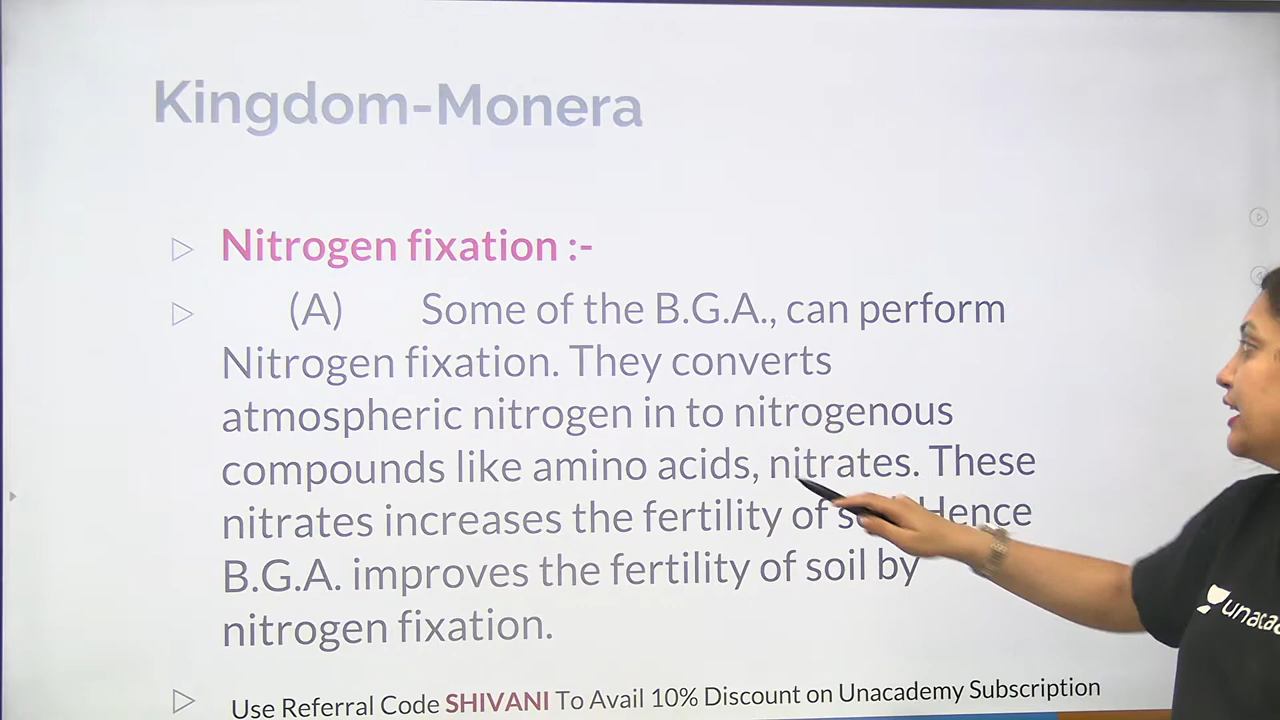 Kingdom-Monera
Nitrogen fixation :-
(A) Some of the B.G.A., can perform
Nitrogen fixation. They converts
atmospheric nitrogen in to nitrogenous
compounds like amino acids, nitrates. These
nitrates increases the fertility of Hence
B.G.A. improves the fertility of soil by
nitrogen fixation.
Use Referral Code SHIVANI To Avail 10% Discount on Unacademy Subscription